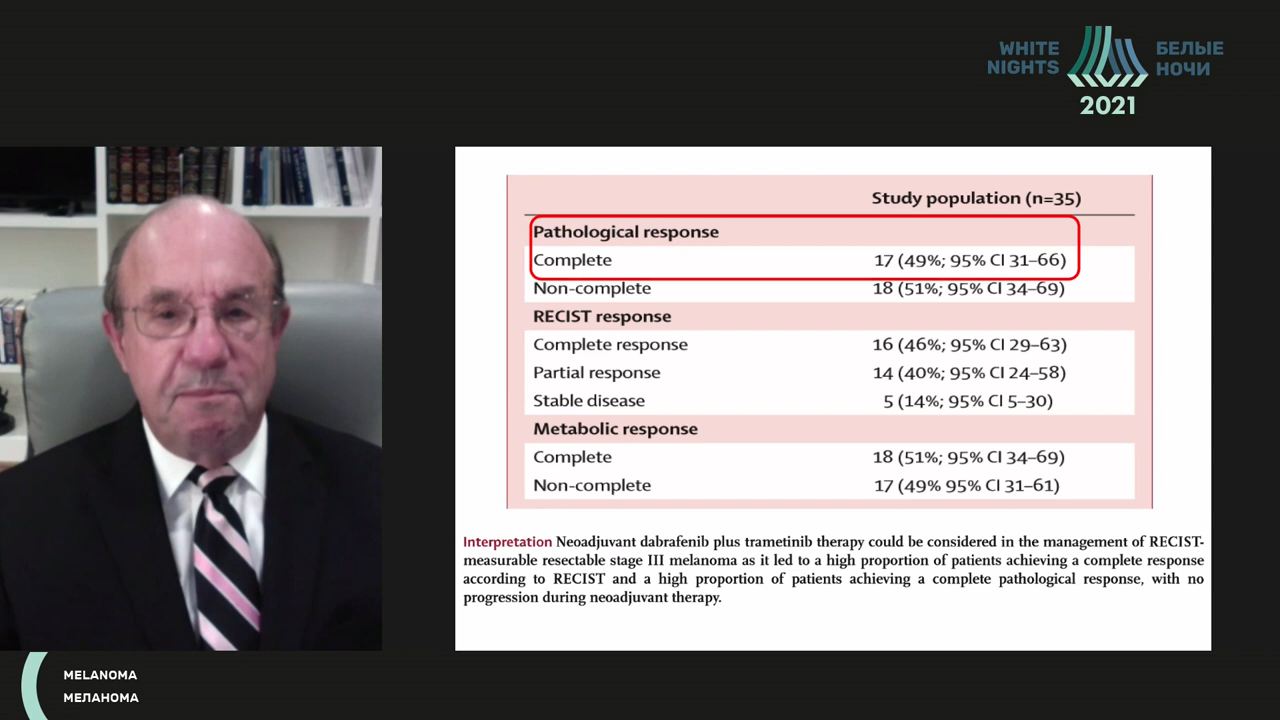 WHITE
NIGHTS
БЕЛЫЕ
НОЧИ
2021
Study population (n=35)
Pathological response
Complete 17 (49%; 95% CI 31–66)
Non-complete 18 (51%; 95% CI 34–69)
RECIST response
Complete response 16 (46%; 95% CI 29–63)
Partial response 14 (40%; 95% CI 24–58)
Stable disease 5 (14%; 95% CI 5–30)
Metabolic response
Complete 18 (51%; 95% CI 34–69)
Non-complete 17 (49% 95% CI 31–61)
Interpretation Neoadjuvant dabrafenib plus trametinib therapy could be considered in the management of RECIST-
measurable resectable stage III melanoma as it led to a high proportion of patients achieving a complete response
according to RECIST and a high proportion of patients achieving a complete pathological response, with no
progression during neoadjuvant therapy.
MELANOMA
МЕЛАНОМА